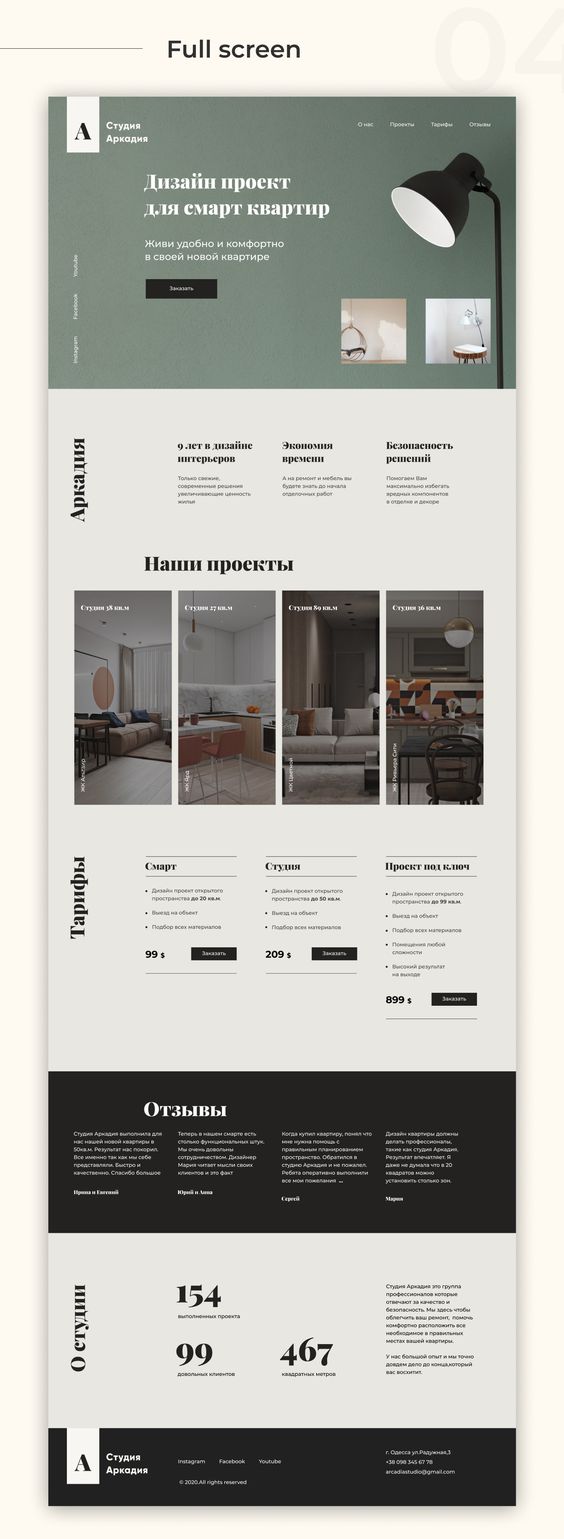 04
Full screen
А
Студия
Аркадия
О нас
Проекты
Тарифы
Отзывы
Дизайн проект
для смарт квартир
Живи удобно и комфортно
в своей новой квартире
Заказать
Youtube
Facebook
Instagram
Аркадия
9 лет в дизайне
интерьеров
Только свежие,
современные решения
увеличивающие ценность
жилья
Экономия
времени
А на ремонт и мебель вы
будете знать до начала
отделочных работ
Безопасность
решений
Помогаем Вам
максимально избегать
вредных компонентов
в отделке и декоре
Наши проекты
Студия 38 кв.м
ЖК Альтаир
Студия 27 кв.м
ЖК Ярд
Студия 89 кв.м
ЖК Цветной
Студия 36 кв.м
ЖК Ривьера Сити
Тарифы
Смарт
Дизайн проект открытого
пространства до 20 кв.м.
Выезд на объект
Подбор всех материалов
99 $
Заказать
Студия
Дизайн проект открытого
пространства до 50 кв.м.
Выезд на объект
Подбор всех материалов
209 $
Заказать
Проект под ключ
Дизайн проект открытого
пространства до 99 кв.м.
Выезд на объект
Подбор всех материалов
Помещения любой
сложности
Высокий результат
на выходе
899 $
Заказать
Отзывы
Студия Аркадия выполнила для
нас нашей новой квартиры в
50кв.м. Результат нас покорил.
Все именно так как мы себе
представляли. Быстро и
качественно. Спасибо большое
Ирина и Евгений
Теперь в нашем смарте есть
столько функциональных штук.
Мы очень довольны
сотрудничеством. Дизайнер
Мария читает мысли своих
клиентов и это факт
Юрий и Анна
Когда купил квартиру, понял что
мне нужна помощь с
правильным планированием
пространство. Обратился в
студию Аркадия и не пожалел.
Ребята оперативно выполнили
все мои пожелания ...
Сергей
Дизайн квартиры должны
делать профессионалы,
такие как студия Аркадия.
Результат впечатляет. Я
даже не думала что в 20
квадратов можно
установить столько зон.
Мария
О студии
154
выполненных проекта
99
довольных клиентов
467
квадратных метров
Студия Аркадия это группа
профессионалов которые
отвечают за качество и
безопасность. Мы здесь чтобы
облегчить ваш ремонт, помочь
комфортно расположить все
необходимое в правильных
местах вашей квартиры.
У нас большой опыт и мы точно
довдем дело до конца,который
вас восхитит.
А
Студия
Аркадия
Instagram
Facebook
Youtube
© 2020.All rights reserved
г. Одесса ул.Радужная,3
+38 098 345 67 78
arcadiastudio@gmail.com